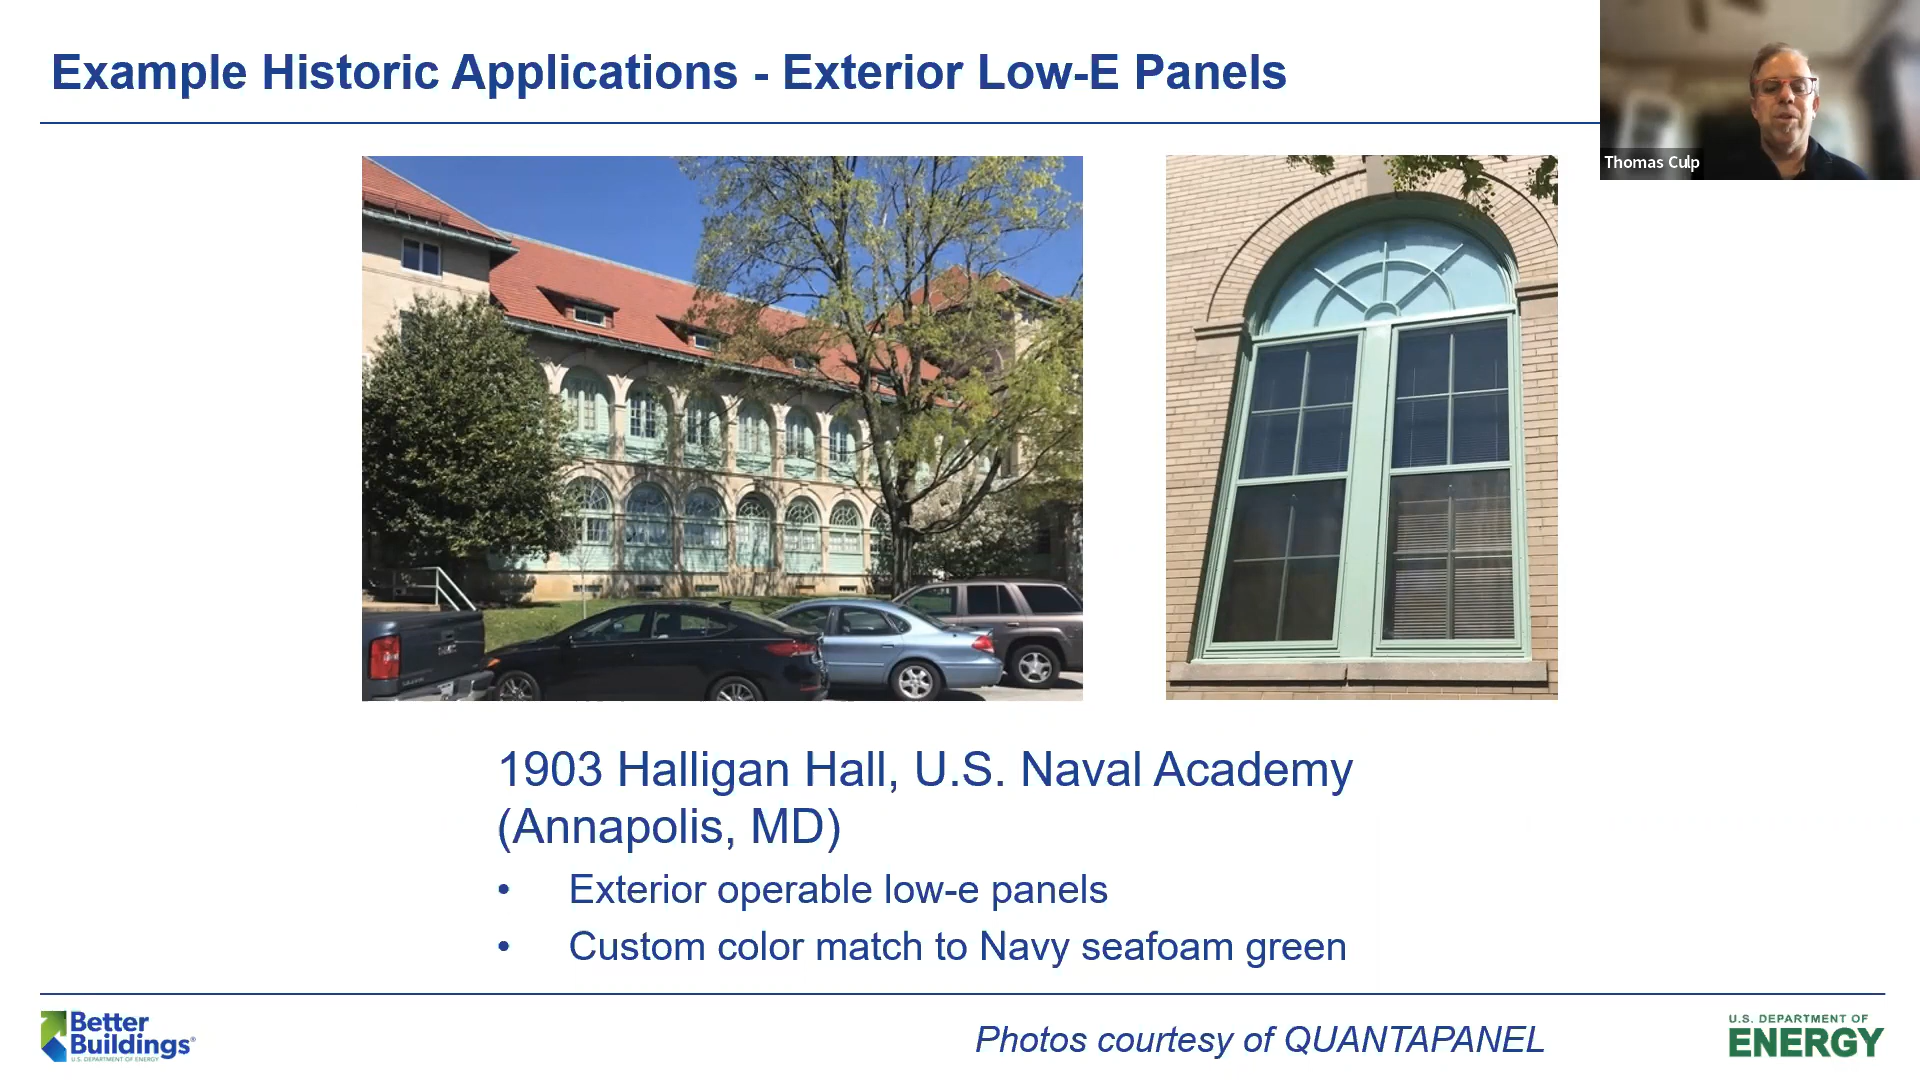 Example Historic Applications - Exterior Low-E Panels
Thomas Culp
1903 Halligan Hall, U.S. Naval Academy
(Annapolis, MD)
• Exterior operable low-e panels
• Custom color match to Navy seafoam green
Better
Buildings®
U.S. DEPARTMENT OF ENERGY
Photos courtesy of QUANTAPANEL
U.S. DEPARTMENT OF
ENERGY